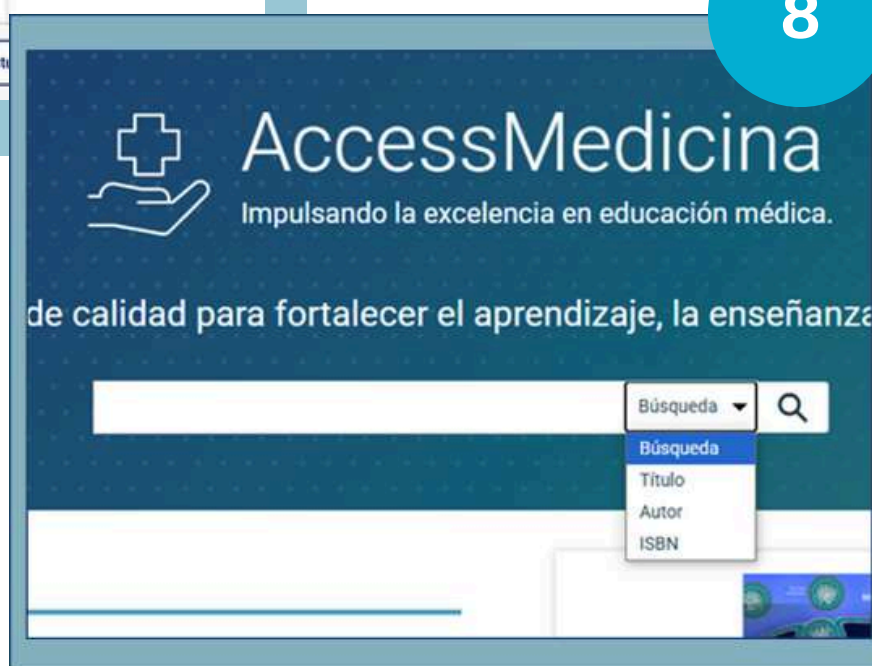 8
AccessMedicina
Impulsando la excelencia en educación médica.
de calidad para fortalecer el aprendizaje, la enseñanza
Búsqueda
Búsqueda
Título
Autor
ISBN